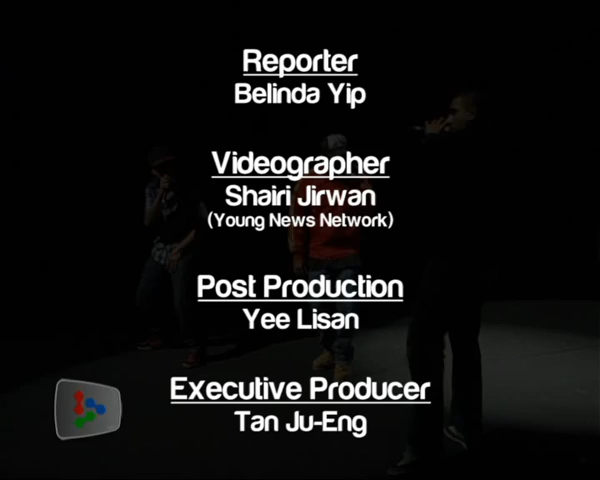 Reporter
Belinda Yip
Videographer
Shairi Jirwan
(Young News Network)
Post Production
Yee Lisan
Executive Producer
Tan Ju-Eng